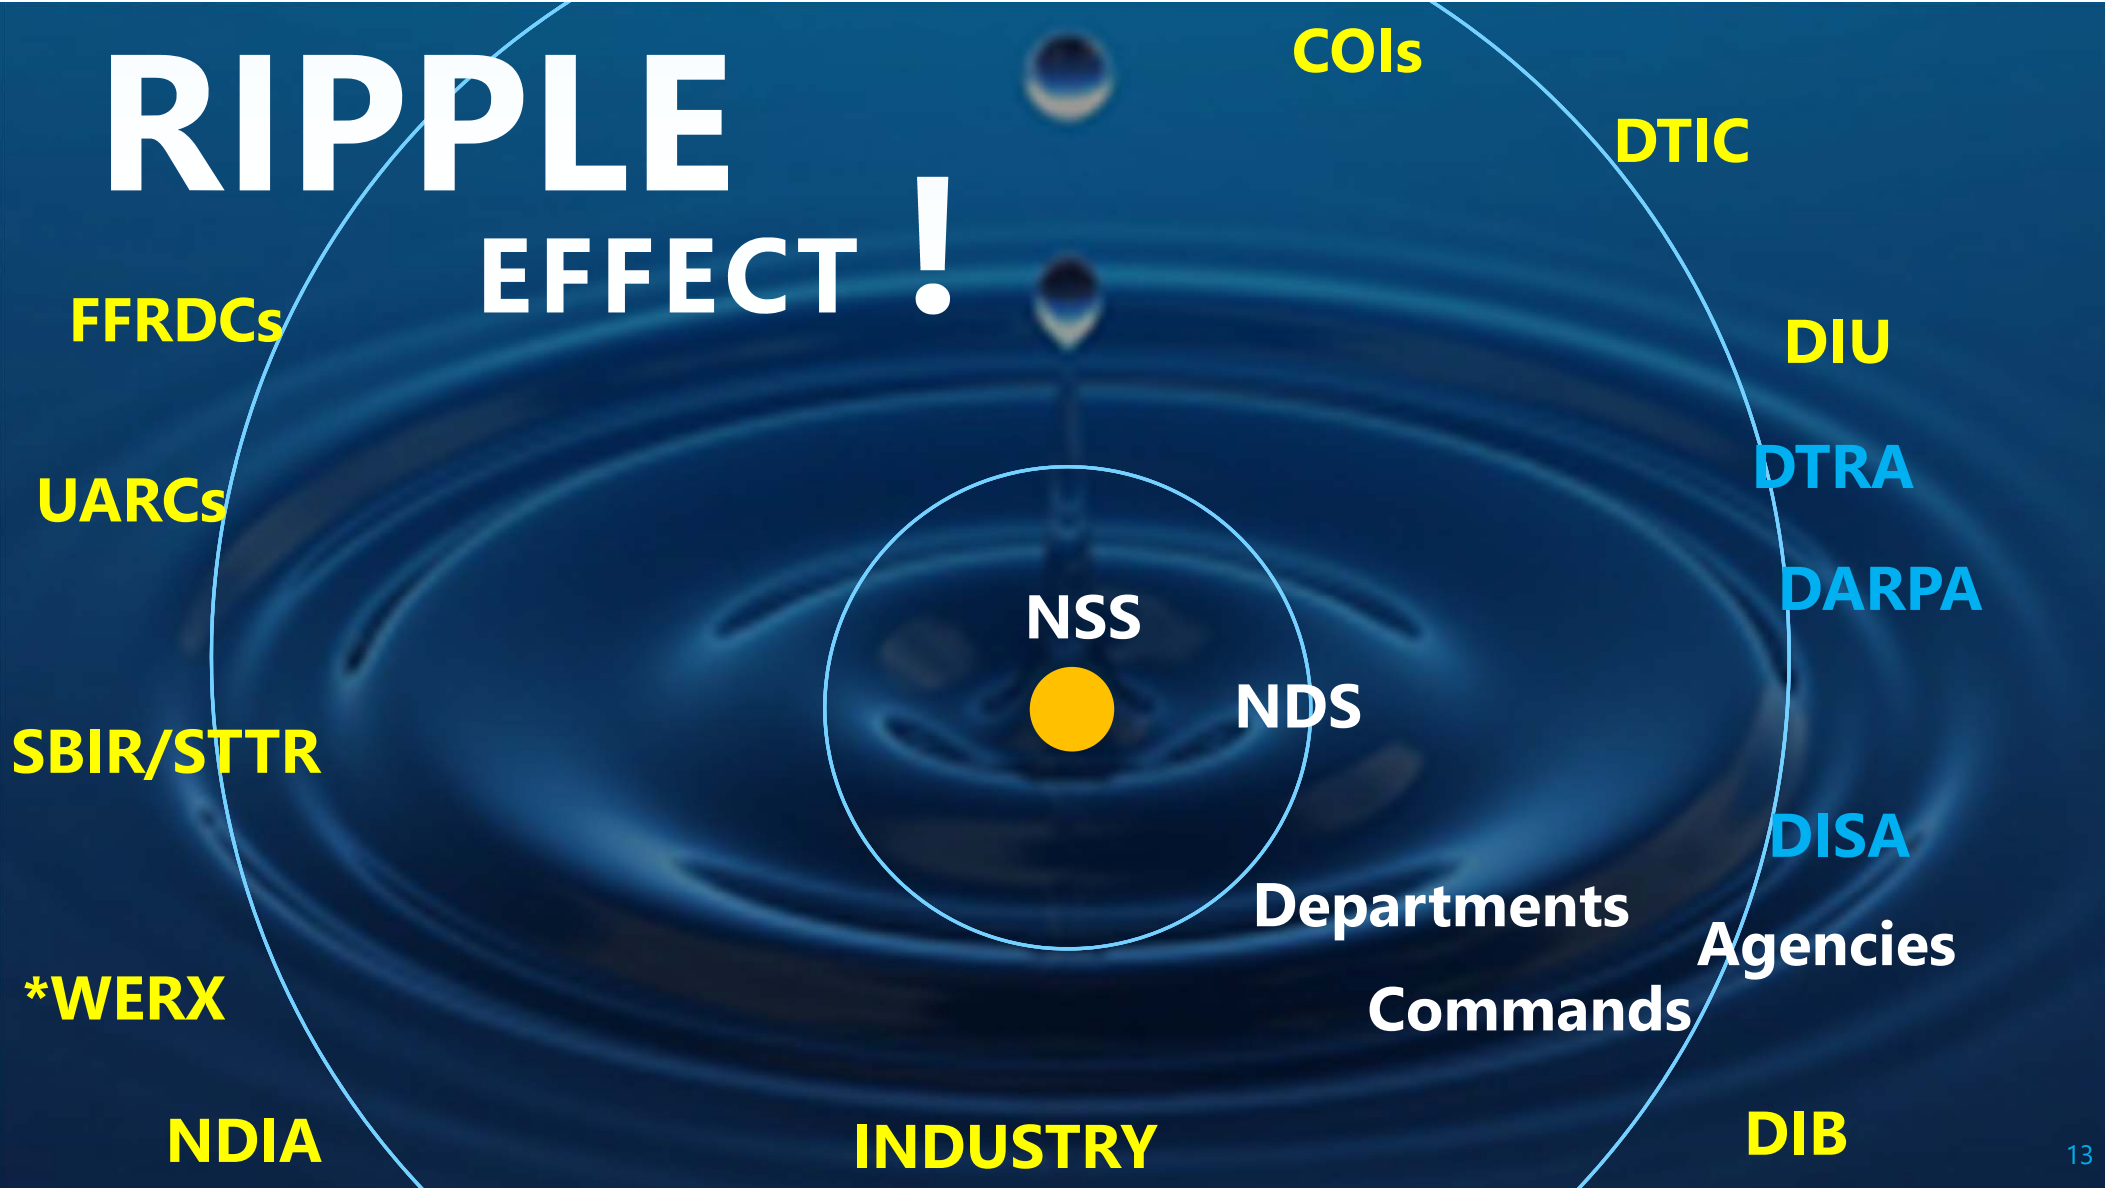 RIPPLE
EFFECT !
COIs
DTIC
FFRDCs
DIU
DTRA
UARCs
DARPA
NSS
NDS
SBIR/STTR
DISA
Departments
Agencies
*WERX
Commands
NDIA
INDUSTRY
DIB
13